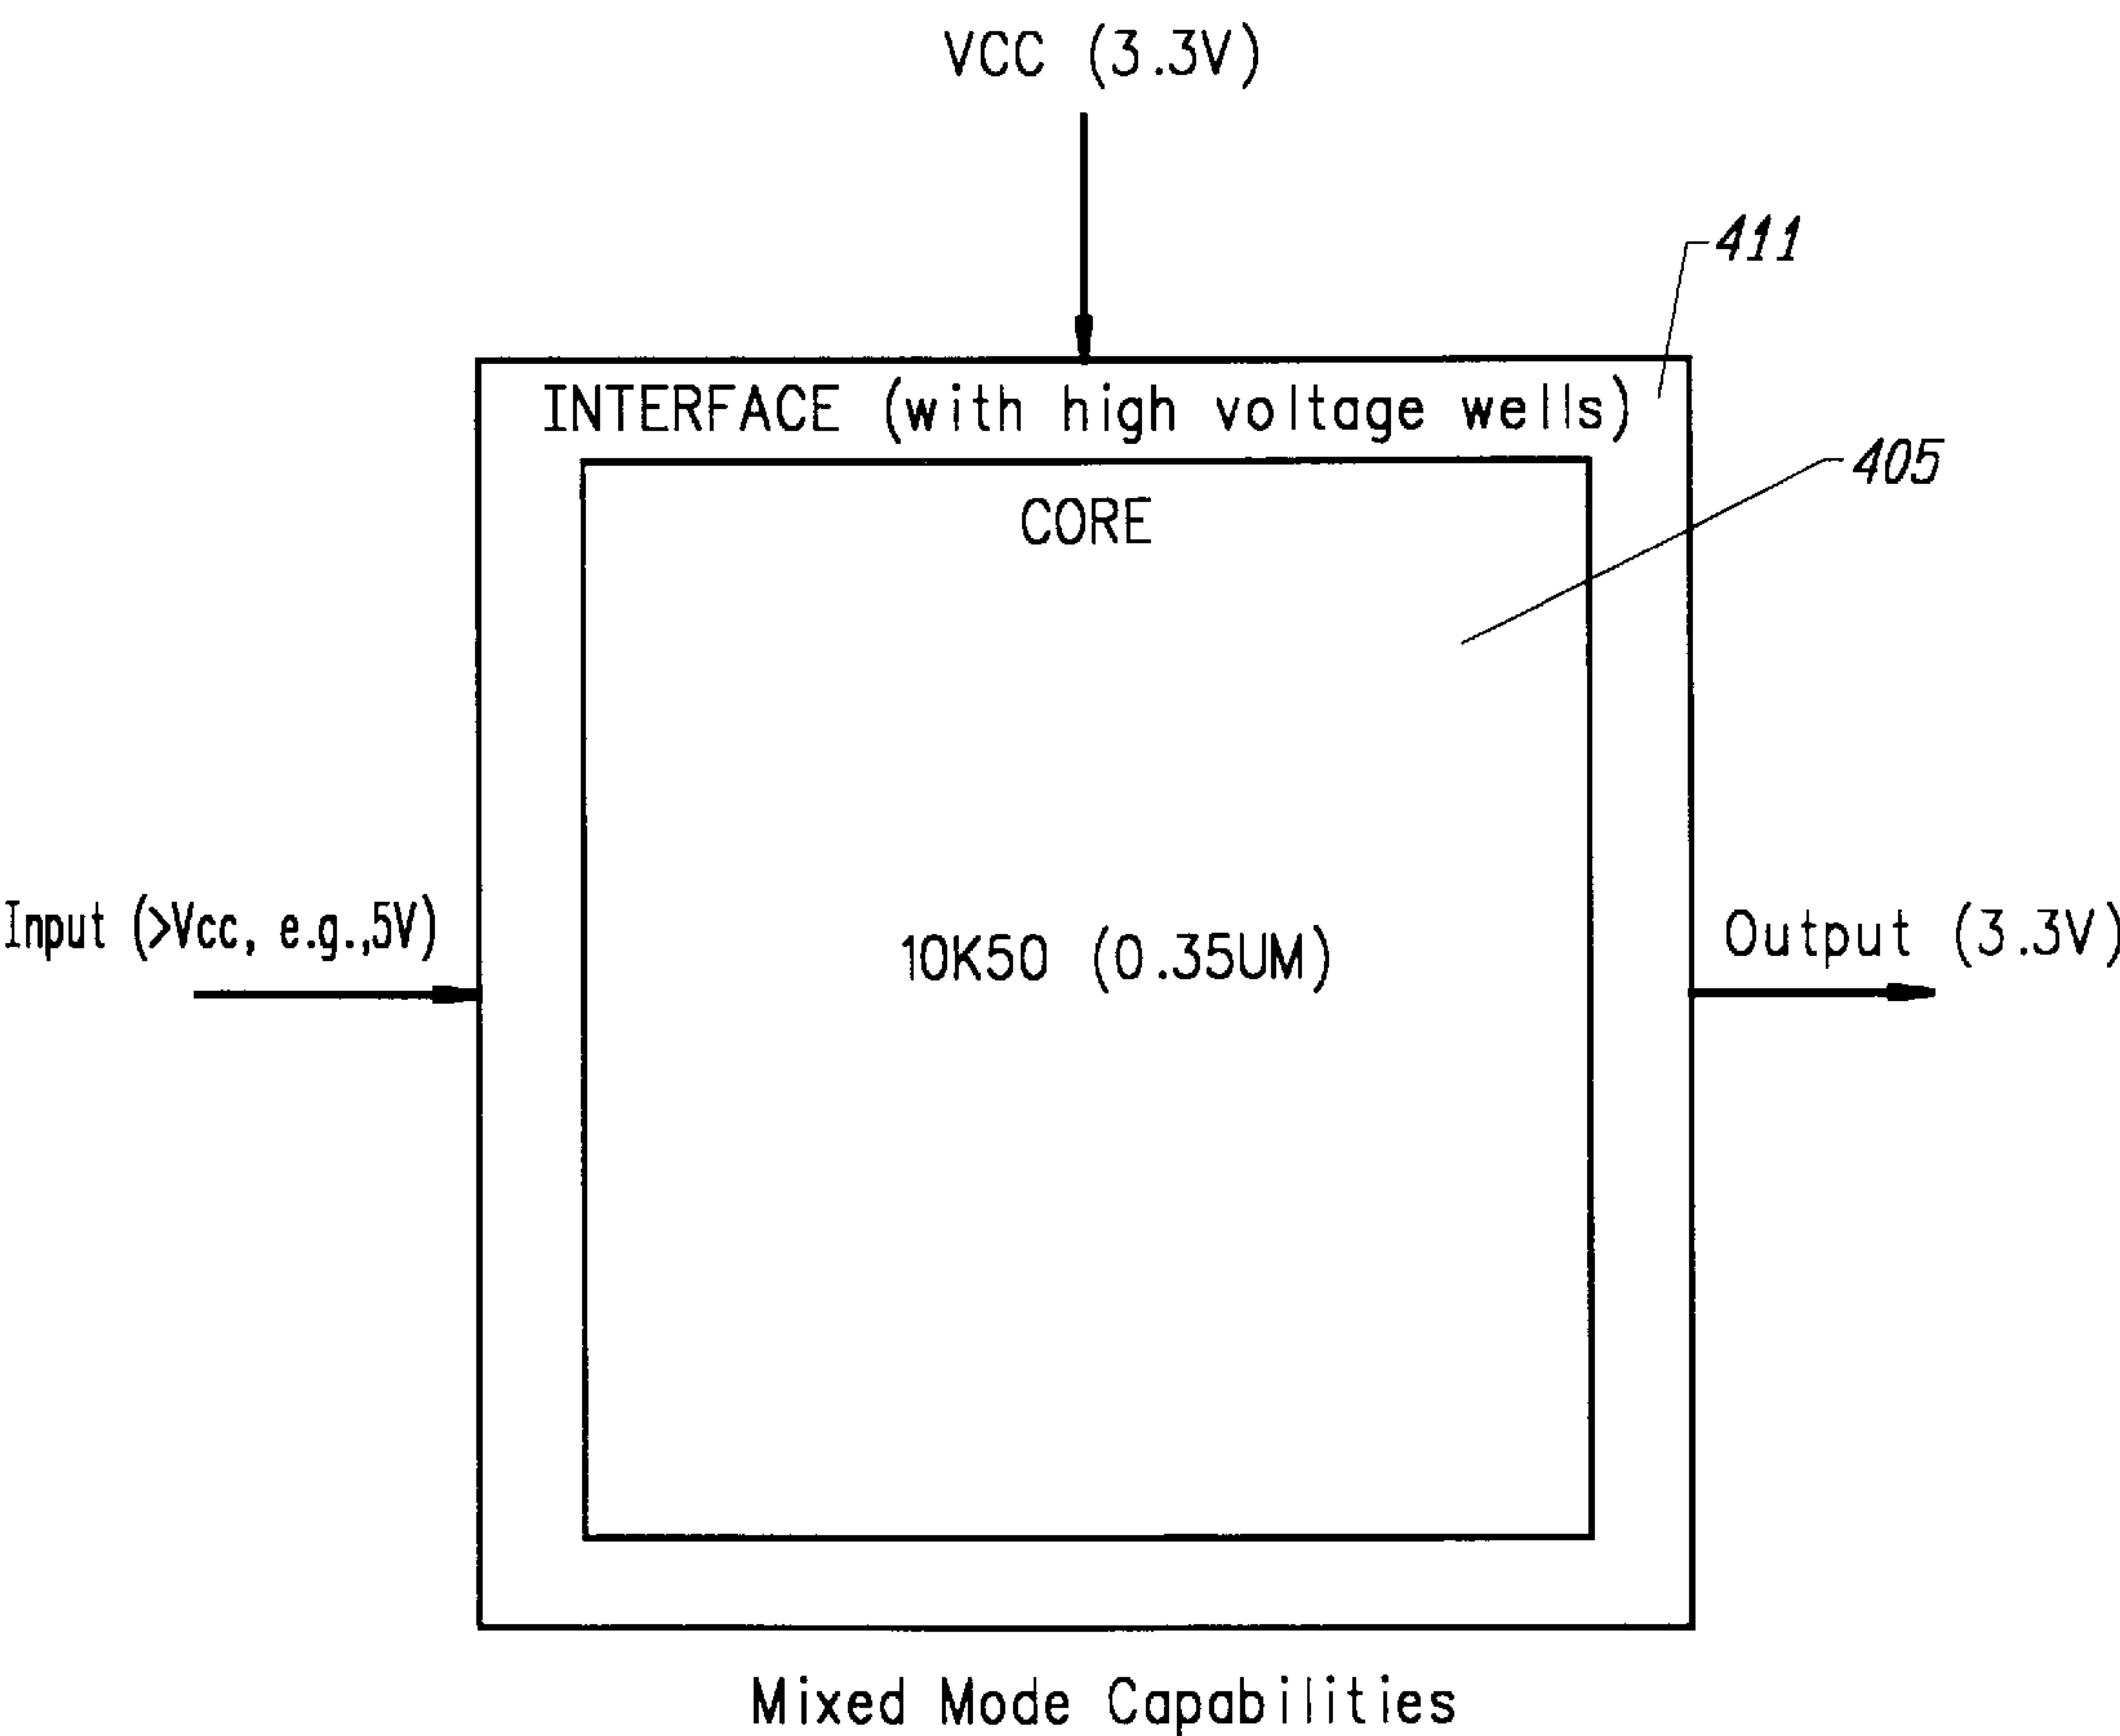 VCC (3.3V)
411
INTERFACE (with high voltage wells)
405
CORE
Input (>Vcc, e.g.,5V)
10K50 (0.35UM)
Output (3.3V)
Mixed Mode Capabilities